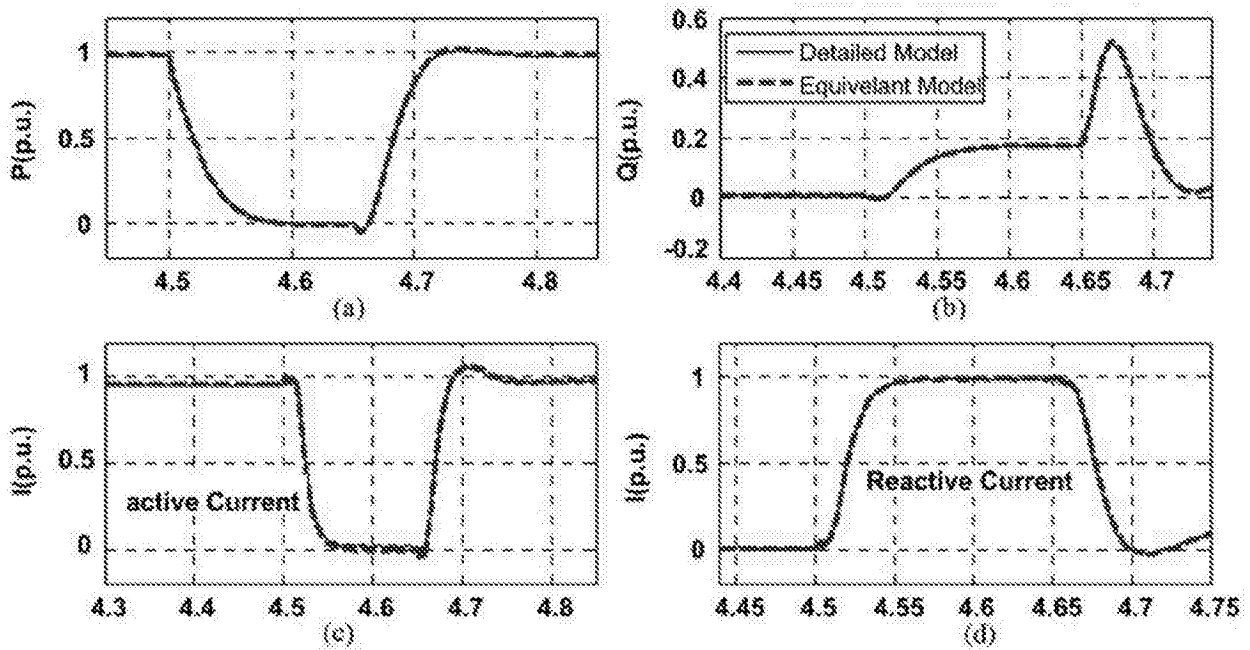 P(p.u.)
1
0.5
0
4.5 4.6 4.7 4.8
(a)
Q(p.u.)
0.6
0.4
0.2
0
-0.2
Detailed Model
Equivelant Model
4.4 4.45 4.5 4.55 4.6 4.65 4.7
(b)
I(p.u.)
1
0.5
0
active Current
4.3 4.4 4.5 4.6 4.7 4.8
(c)
I(p.u.)
1
0.5
0
Reactive Current
4.45 4.5 4.55 4.6 4.65 4.7 4.75
(d)